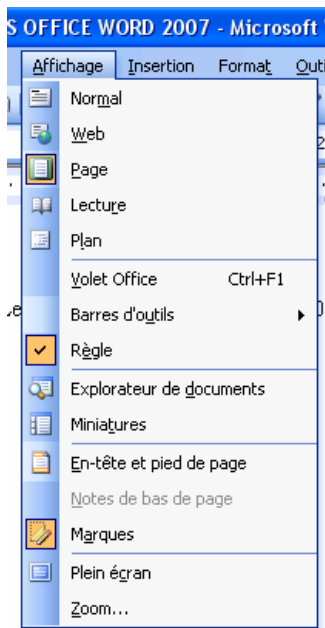 S OFFICE WORD 2007 - Microsoft
Affichage Insertion Format Outi
Normal
Web
Page
Lecture
Plan
Volet Office Ctrl+F1
Barres d'outils
Règle
Explorateur de documents
Miniatures
En-tête et pied de page
Notes de bas de page
Marques
Plein écran
Zoom...